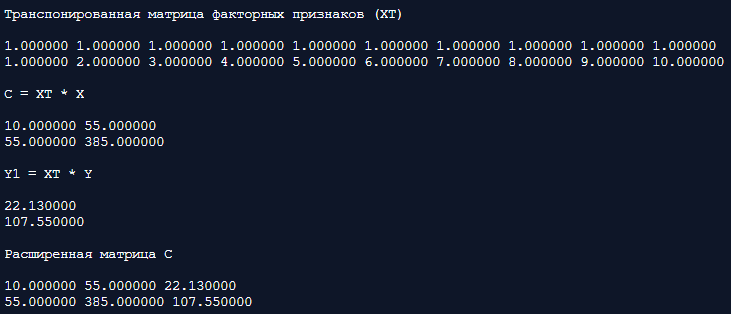 Транспонированная матрица факторных признаков (XT)
1.000000 1.000000 1.000000 1.000000 1.000000 1.000000 1.000000 1.000000 1.000000 1.000000
1.000000 2.000000 3.000000 4.000000 5.000000 6.000000 7.000000 8.000000 9.000000 10.000000
C = XT * X
10.000000 55.000000
55.000000 385.000000
Y1 = XT * Y
22.130000
107.550000
Расширенная матрица C
10.000000 55.000000 22.130000
55.000000 385.000000 107.550000